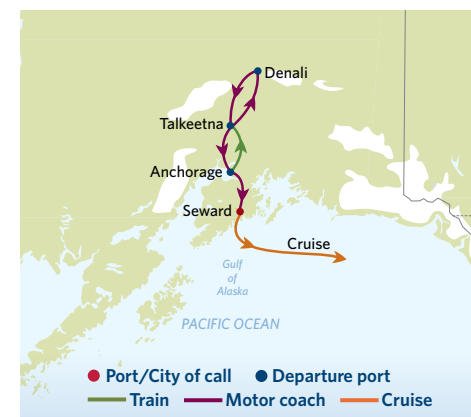 Denali
Talkeetna
Anchorage
Seward
Cruise
Gulf
of
Alaska
PACIFIC OCEAN
Port/City of call Departure port
Train Motor coach Cruise